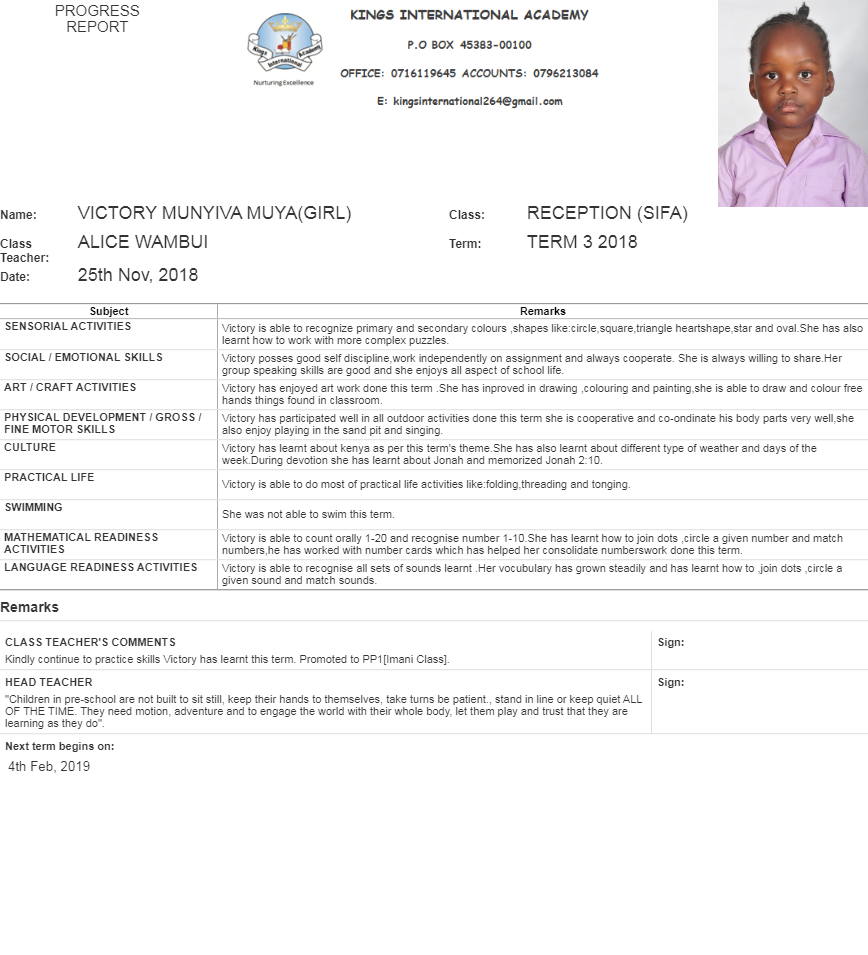 PROGRESS
REPORT
KINGS INTERNATIONAL ACADEMY
P.O BOX 45383-00100
OFFICE: 0716119645 ACCOUNTS: 0796213084
E: kingsinternational264@gmail.com
Kings International Academy
Nurturing Excellence
Name: VICTORY MUNYIVA MUYA(GIRL) Class: RECEPTION (SIFA)
Class Teacher: ALICE WAMBUI Term: TERM 3 2018
Date: 25th Nov, 2018
Subject Remarks
SENSORIAL ACTIVITIES
Victory is able to recognize primary and secondary colours ,shapes like:circle,square,triangle heartshape,star and oval.She has also
learnt how to work with more complex puzzles.
SOCIAL / EMOTIONAL SKILLS
Victory posses good self discipline,work independently on assignment and always cooperate. She is always willing to share.Her
group speaking skills are good and she enjoys all aspect of school life.
ART / CRAFT ACTIVITIES
Victory has enjoyed art work done this term .She has inproved in drawing ,colouring and painting,she is able to draw and colour free
hands things found in classroom.
PHYSICAL DEVELOPMENT / GROSS /
FINE MOTOR SKILLS
Victory has participated well in all outdoor activities done this term she is cooperative and co-ondinate his body parts very well,she
also enjoy playing in the sand pit and singing.
CULTURE
Victory has learnt about kenya as per this term's theme.She has also learnt about different type of weather and days of the
week.During devotion she has learnt about Jonah and memorized Jonah 2:10.
PRACTICAL LIFE
Victory is able to do most of practical life activities like:folding,threading and tonging.
SWIMMING
She was not able to swim this term.
MATHEMATICAL READINESS
ACTIVITIES
Victory is able to count orally 1-20 and recognise number 1-10.She has learnt how to join dots ,circle a given number and match
numbers,he has worked with number cards which has helped her consolidate numberswork done this term.
LANGUAGE READINESS ACTIVITIES
Victory is able to recognise all sets of sounds learnt .Her vocubulary has grown steadily and has learnt how to ,join dots ,circle a
given sound and match sounds.
Remarks
CLASS TEACHER'S COMMENTS Sign:
Kindly continue to practice skills Victory has learnt this term. Promoted to PP1[Imani Class].
HEAD TEACHER Sign:
"Children in pre-school are not built to sit still, keep their hands to themselves, take turns be patient., stand in line or keep quiet ALL
OF THE TIME. They need motion, adventure and to engage the world with their whole body, let them play and trust that they are
learning as they do".
Next term begins on:
4th Feb, 2019